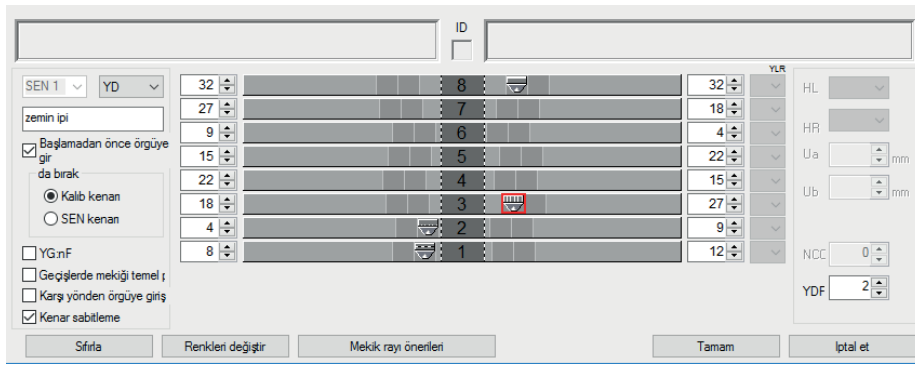 ID
YLR
SEN 1 YD 32 8 32 HL
27 7 18
zemin ipi 9 6 4 HR
Başlamadan önce örgüye
gir 15 5 22 Ua mm
da bırak 22 4 15 Ub mm
Kalıb kenarı 18 3 27
SEN kenarı 4 2 9
YG:nF 8 1 12 NCC 0
Geçişlerde mekiği temel p
Karşı yönden örgüye giriş YDF 2
Kenar sabitleme
Sıfırla Renkleri değiştir Mekik rayı önerileri Tamam Iptal et